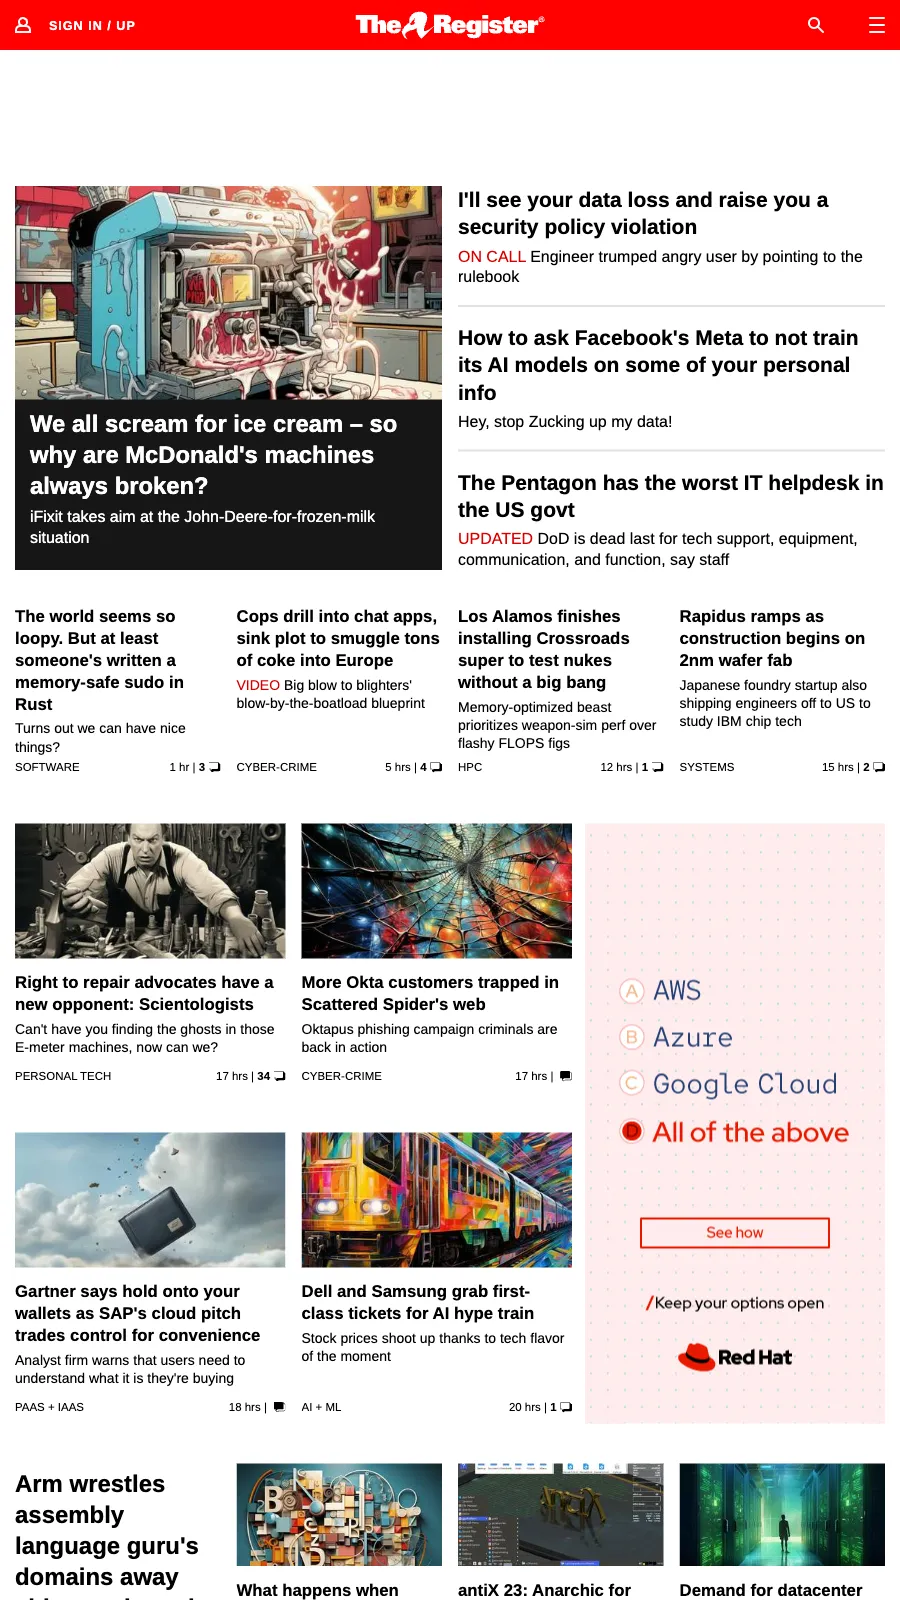 SIGN IN / UP
The Register®
I'll see your data loss and raise you a
security policy violation
ON CALL Engineer trumped angry user by pointing to the
rulebook
How to ask Facebook's Meta to not train
its AI models on some of your personal
info
Hey, stop Zucking up my data!
We all scream for ice cream – so
why are McDonald's machines
always broken?
iFixit takes aim at the John-Deere-for-frozen-milk
situation
The Pentagon has the worst IT helpdesk in
the US govt
UPDATED DoD is dead last for tech support, equipment,
communication, and function, say staff
The world seems so
loopy. But at least
someone's written a
memory-safe sudo in
Rust
Turns out we can have nice
things?
SOFTWARE 1 hr | 3
Cops drill into chat apps,
sink plot to smuggle tons
of coke into Europe
VIDEO Big blow to blighters'
blow-by-the-boatload blueprint
CYBER-CRIME 5 hrs | 4
Los Alamos finishes
installing Crossroads
super to test nukes
without a big bang
Memory-optimized beast
prioritizes weapon-sim perf over
flashy FLOPS figs
HPC 12 hrs | 1
Rapidus ramps as
construction begins on
2nm wafer fab
Japanese foundry startup also
shipping engineers off to US to
study IBM chip tech
SYSTEMS 15 hrs | 2
Right to repair advocates have a
new opponent: Scientologists
Can't have you finding the ghosts in those
E-meter machines, now can we?
PERSONAL TECH 17 hrs | 34
More Okta customers trapped in
Scattered Spider's web
Oktapus phishing campaign criminals are
back in action
CYBER-CRIME 17 hrs |
A AWS
B Azure
C Google Cloud
D All of the above
See how
/Keep your options open
Red Hat
Gartner says hold onto your
wallets as SAP's cloud pitch
trades control for convenience
Analyst firm warns that users need to
understand what it is they're buying
PAAS + IAAS 18 hrs |
Dell and Samsung grab first-
class tickets for AI hype train
Stock prices shoot up thanks to tech flavor
of the moment
AI + ML 20 hrs | 1
Arm wrestles
assembly
language guru's
domains away
What happens when
antiX 23: Anarchic for
Demand for datacenter